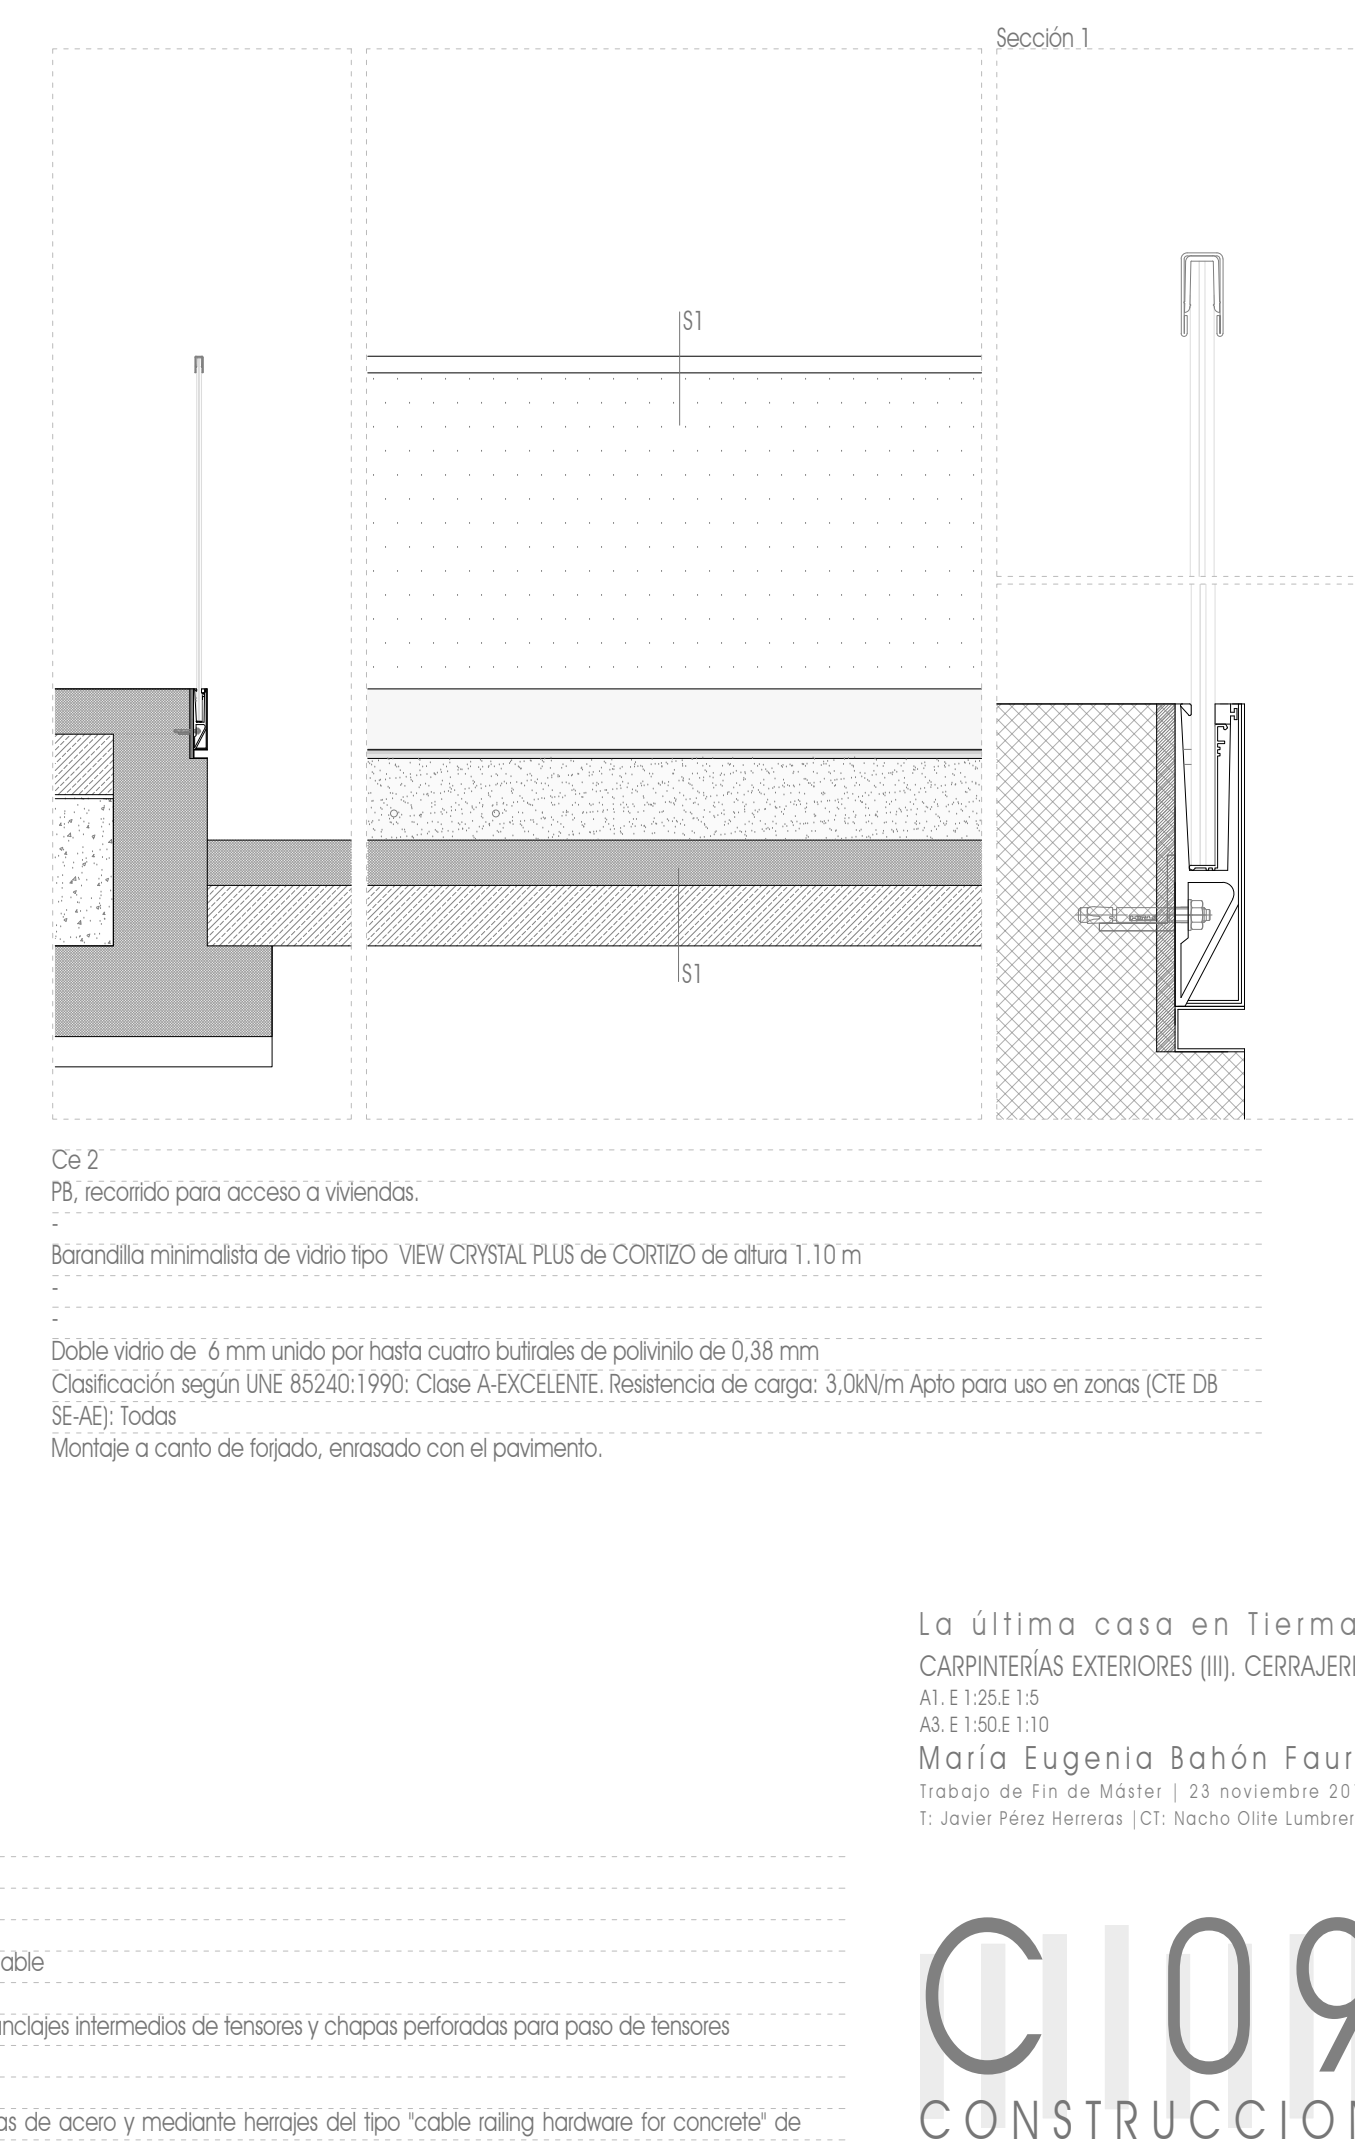 Sección 1
S1
S1
Ce 2
PB, recorrido para acceso a viviendas.
-
Barandilla minimalista de vidrio tipo VIEW CRYSTAL PLUS de CORTIZO de altura 1.10 m
-
-
Doble vidrio de 6 mm unido por hasta cuatro butirales de polivinilo de 0,38 mm
Clasificación según UNE 85240:1990: Clase A-EXCELENTE. Resistencia de carga: 3,0kN/m Apto para uso en zonas (CTE DB
SE-AE): Todas
Montaje a canto de forjado, enrasado con el pavimento.
La última casa en Tierma
CARPINTERÍAS EXTERIORES (III). CERRAJERI
A1. E 1:25.E 1:5
A3. E 1:50.E 1:10
María Eugenia Bahón Faur
Trabajo de Fin de Máster | 23 noviembre 20
T: Javier Pérez Herreras |CT: Nacho Olite Lumbrer
able
nclajes intermedios de tensores y chapas perforadas para paso de tensores
as de acero y mediante herrajes del tipo "cable railing hardware for concrete" de
C 09
CONSTRUCCION